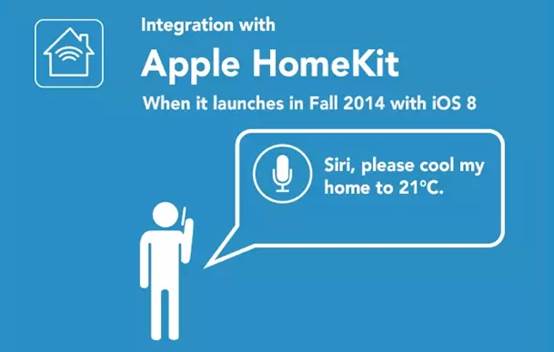 Integration with
Apple HomeKit
When it launches in Fall 2014 with iOS 8
Siri, please cool my
home to 21°C.